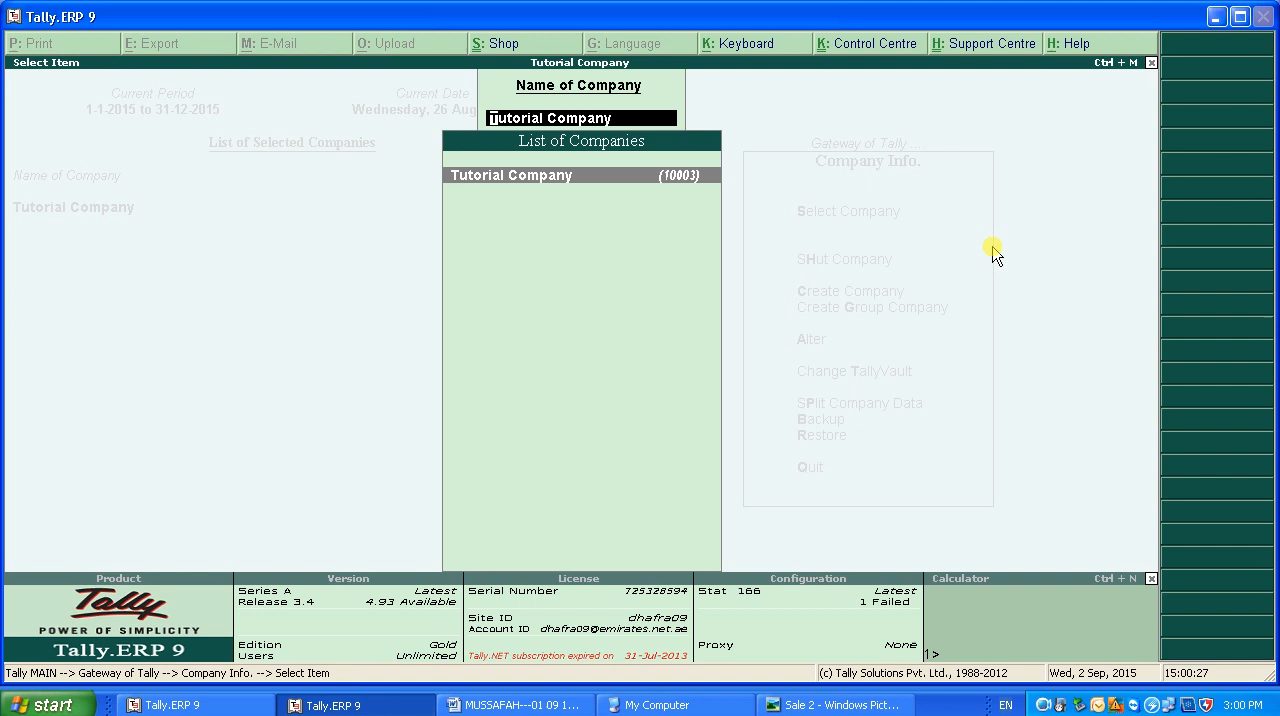 Tally.ERP 9
P: Print
E: Export
M: E-Mail
O: Upload
S: Shop
G: Language
K: Keyboard
K: Control Centre
H: Support Centre
H: Help
Select Item
Tutorial Company
Ctrl + M
Current Period
1-1-2015 to 31-12-2015
Current Date
Wednesday, 26 Aug
List of Selected Companies
Name of Company
Tutorial Company
Name of Company
Tutorial Company
List of Companies
Tutorial Company (10003)
Gateway of Tally ....
Company Info.
Select Company
SHut Company
Create Company
Create Group Company
Alter
Change TallyVault
SPlit Company Data
Backup
Restore
Quit
Product
Tally
POWER OF SIMPLICITY
Tally.ERP 9
Version
Series A Latest
Release 3.4 4.93 Available
Edition Gold
Users Unlimited
License
Serial Number 725328594
Site ID dhafra09
Account ID dhafra09@emirates.net.ae
Tally.NET subscription expired on 31-Jul-2013
Configuration
Stat 166 Latest
1 Failed
Proxy None
Calculator Ctrl + N
1>
Tally MAIN --> Gateway of Tally --> Company Info. --> Select Item
(c) Tally Solutions Pvt. Ltd., 1988-2012
Wed, 2 Sep, 2015
15:00:27
start
Tally.ERP 9
Tally.ERP 9
MUSSAFAH---01 09 1...
My Computer
Sale 2 - Windows Pict...
EN
3:00 PM